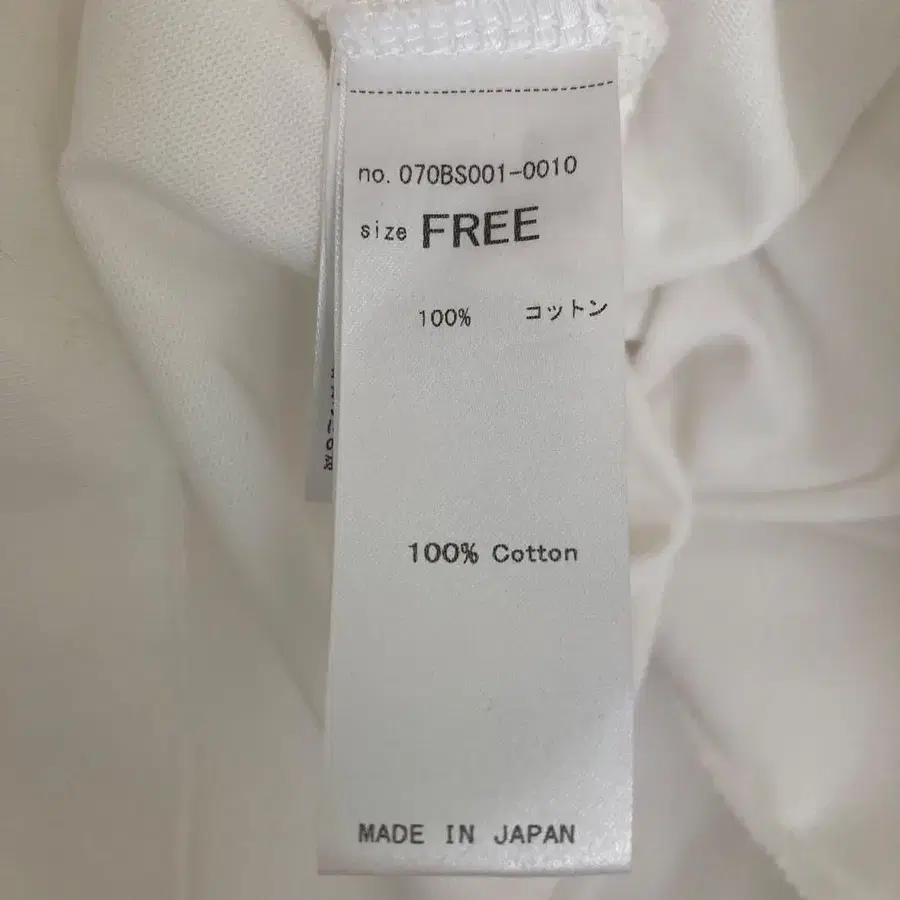 no. 070BS001-0010
size FREE
100% コットン
100% Cotton
MADE IN JAPAN